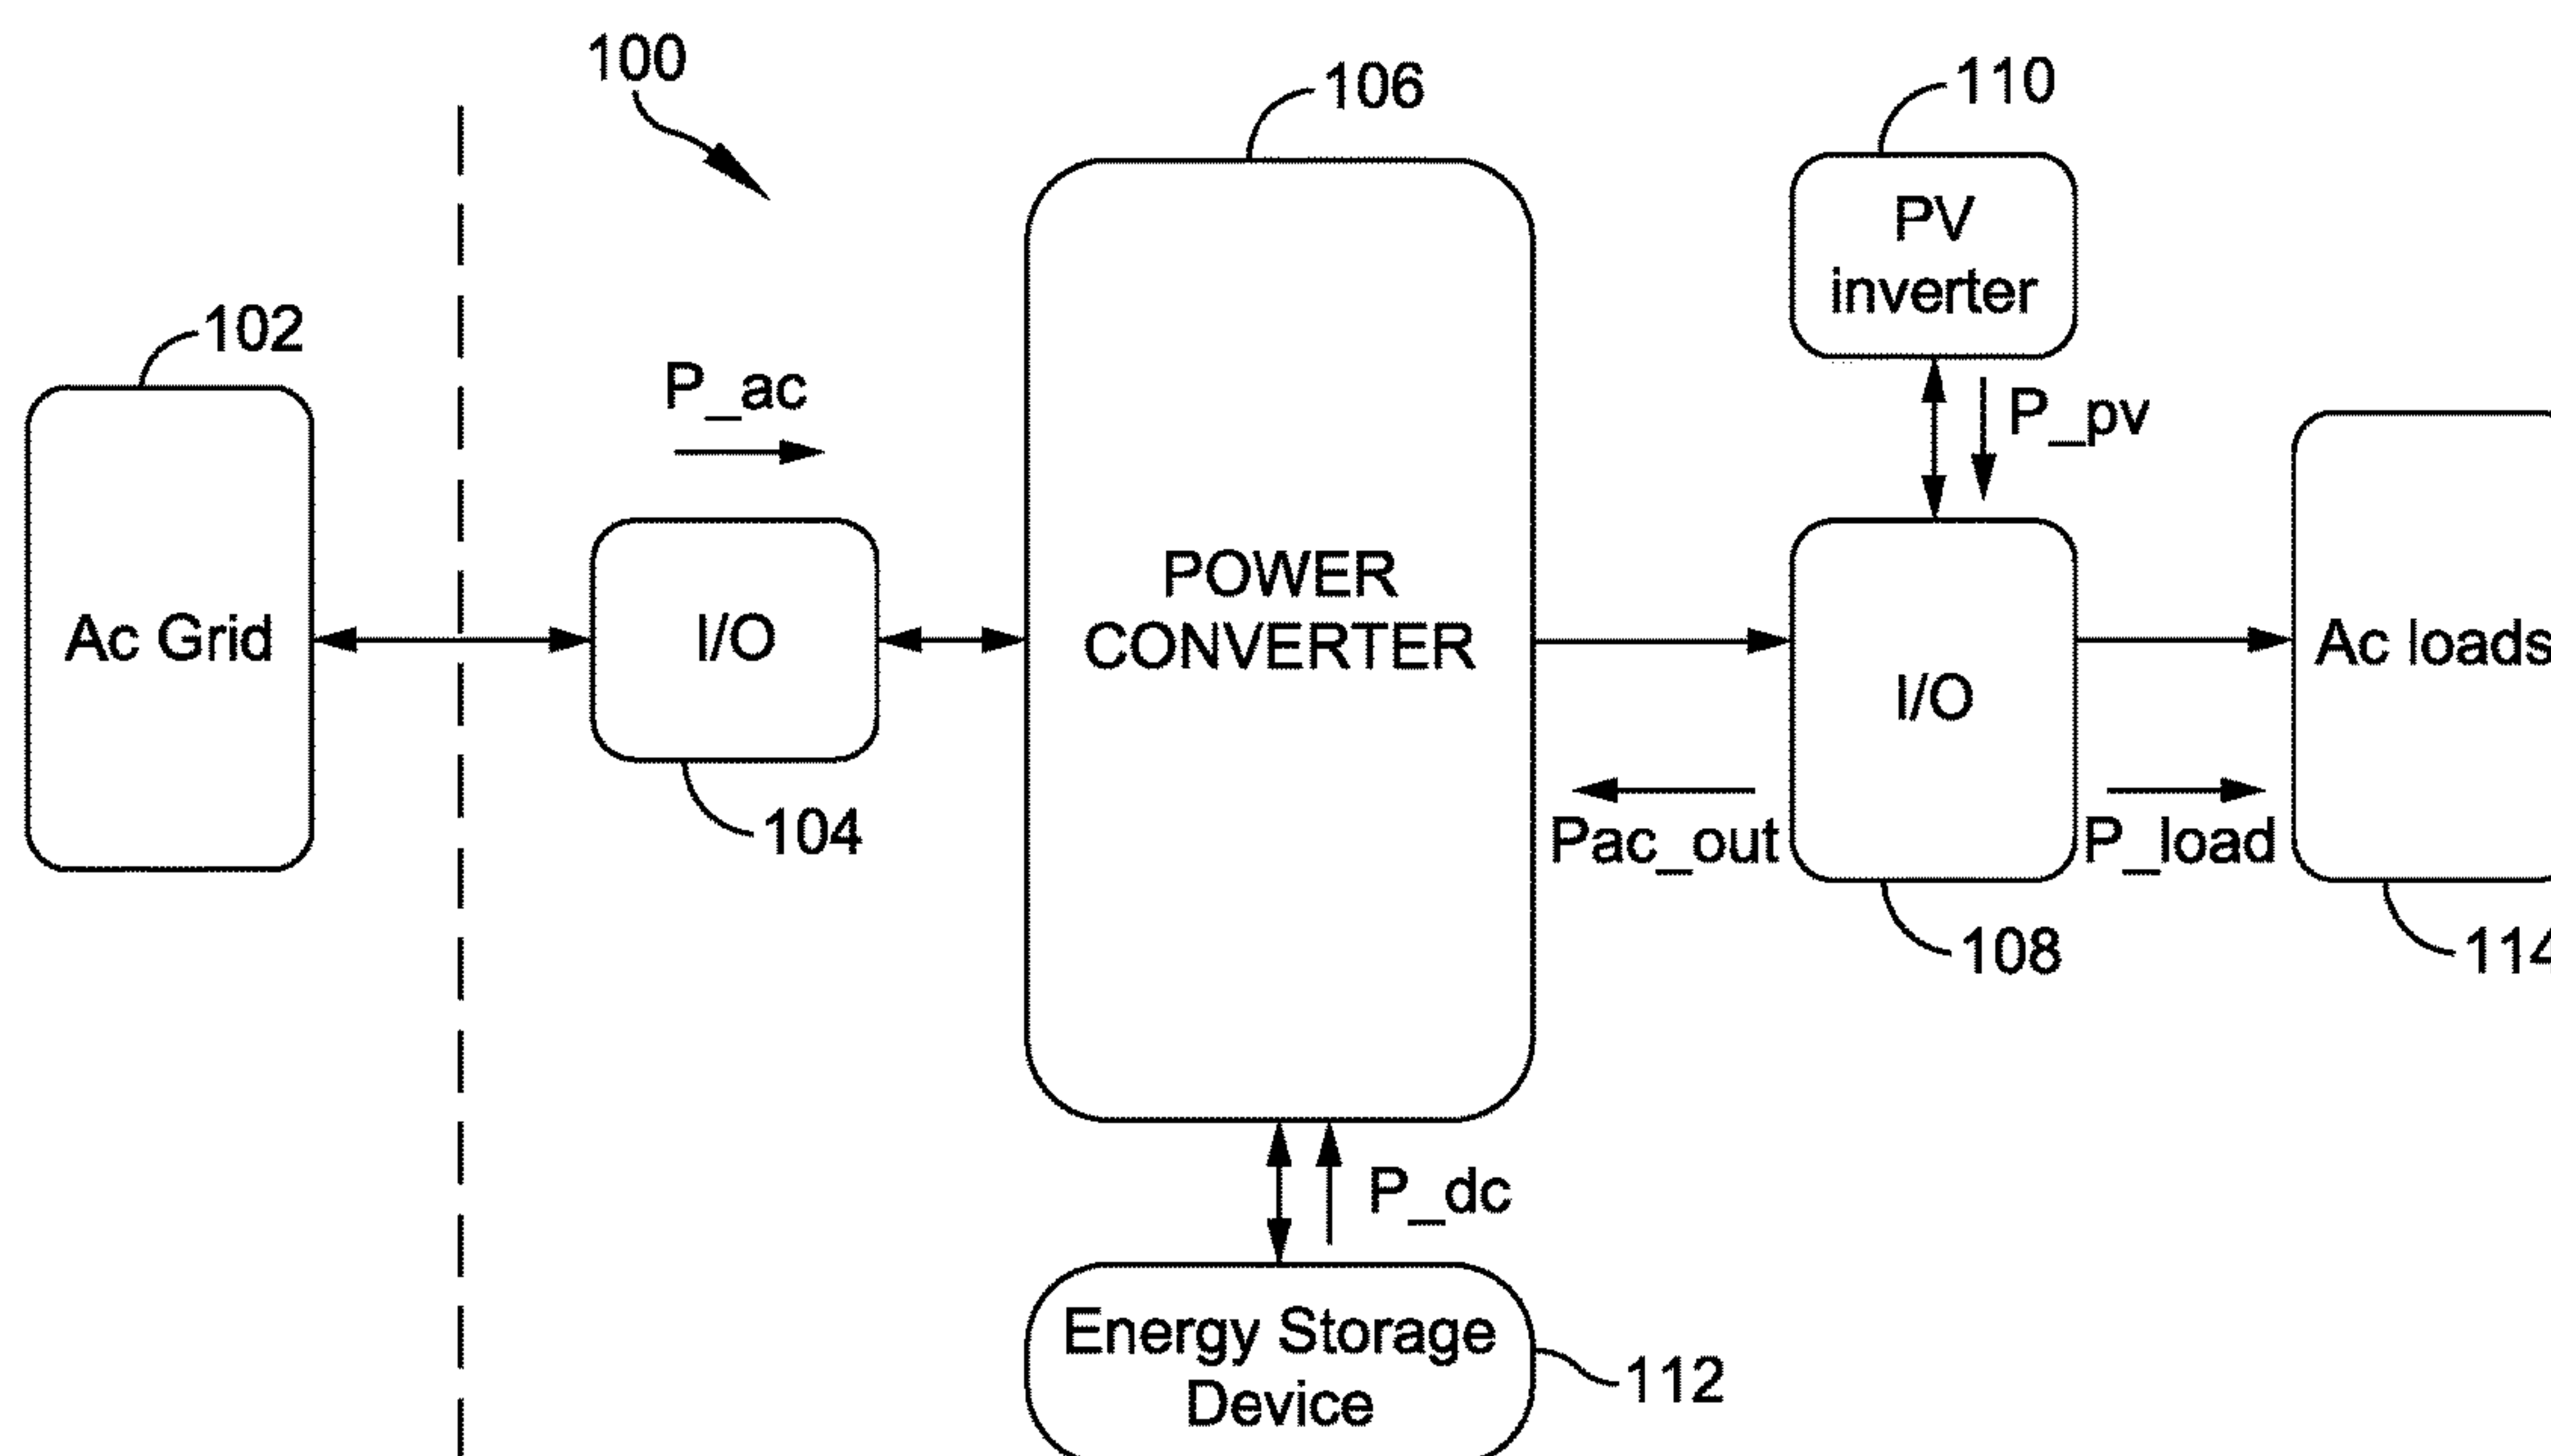 100
106
110
PV
inverter
102
P_ac
P_pv
Ac Grid
I/O
POWER
CONVERTER
I/O
Ac loads
104
Pac_out
P_load
108
114
P_dc
Energy Storage
Device
112